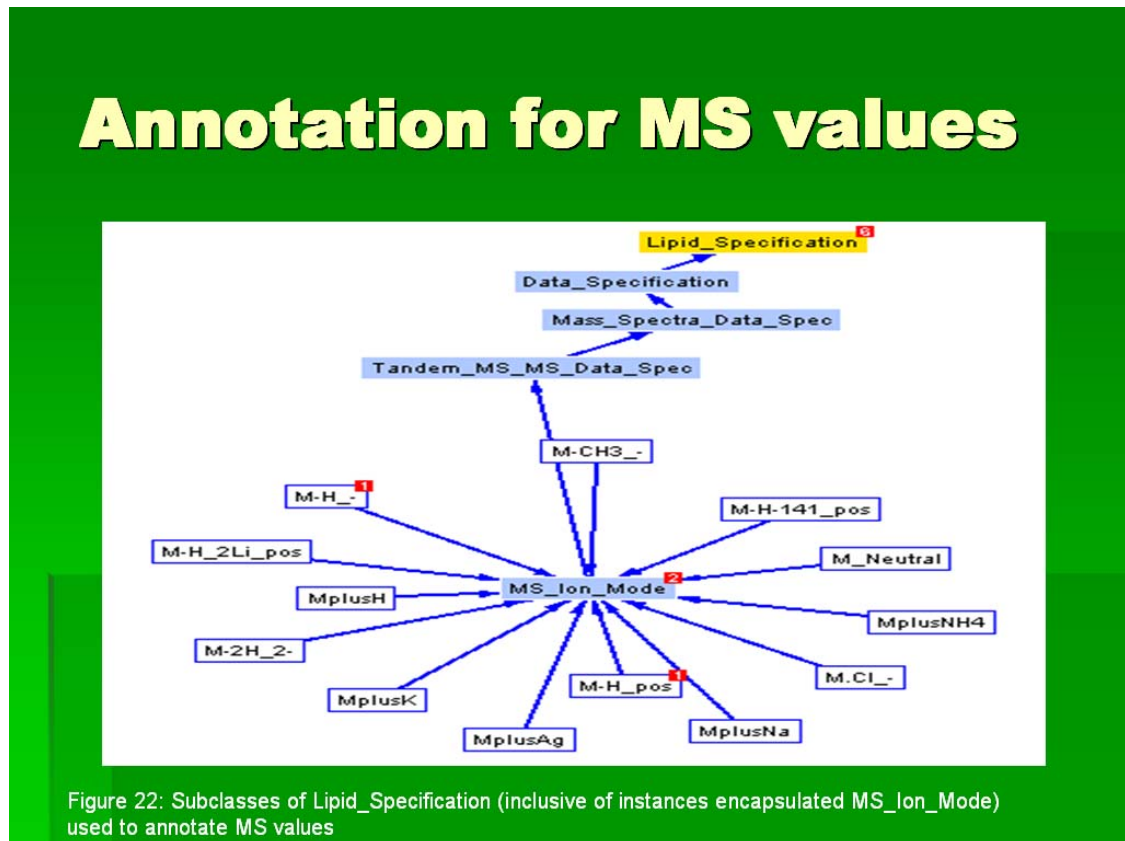 Annotation for MS values
Lipid_Specification
6
Data_Specification
Mass_Spectra_Data_Spec
Tandem_MS_MS_Data_Spec
M-CH3_-
M-H_-
1
M-H-141_pos
M-H_2Li_pos
M_Neutral
MS_Ion_Mode
2
MplusH
MplusNH4
M-2H_2-
M.Cl_-
M-H_pos
1
MplusK
MplusNa
MplusAg
Figure 22: Subclasses of Lipid_Specification (inclusive of instances encapsulated MS_Ion_Mode)
used to annotate MS values